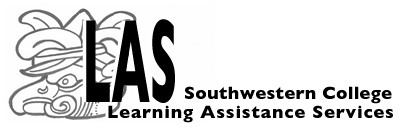 LAS
Southwestern College
Learning Assistance Services